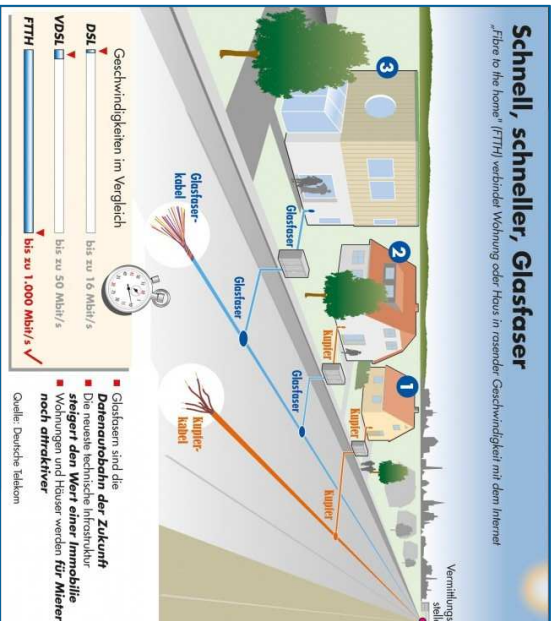 Schnell, schneller, Glasfaser
„Fibre to the home" (FTTH) verbindet Wohnung oder Haus in rasender Geschwindigkeit mit dem Internet
Vermittlungs-
stelle
1
2
3
Kupfer
Kupfer
Kupfer
Glasfaser
Glasfaser
Glasfaser
Glasfaser-
kabel
Kupfer-
kabel
Geschwindigkeiten im Vergleich
DSL bis zu 16 Mbit/s
VDSL bis zu 50 Mbit/s
FTTH bis zu 1.000 Mbit/s
Glasfasern sind die
Datenautobahn der Zukunft
Die neueste technische Infrastruktur
steigert den Wert einer Immobilie
Wohnungen und Häuser werden für Mieter
noch attraktiver
Quelle: Deutsche Telekom